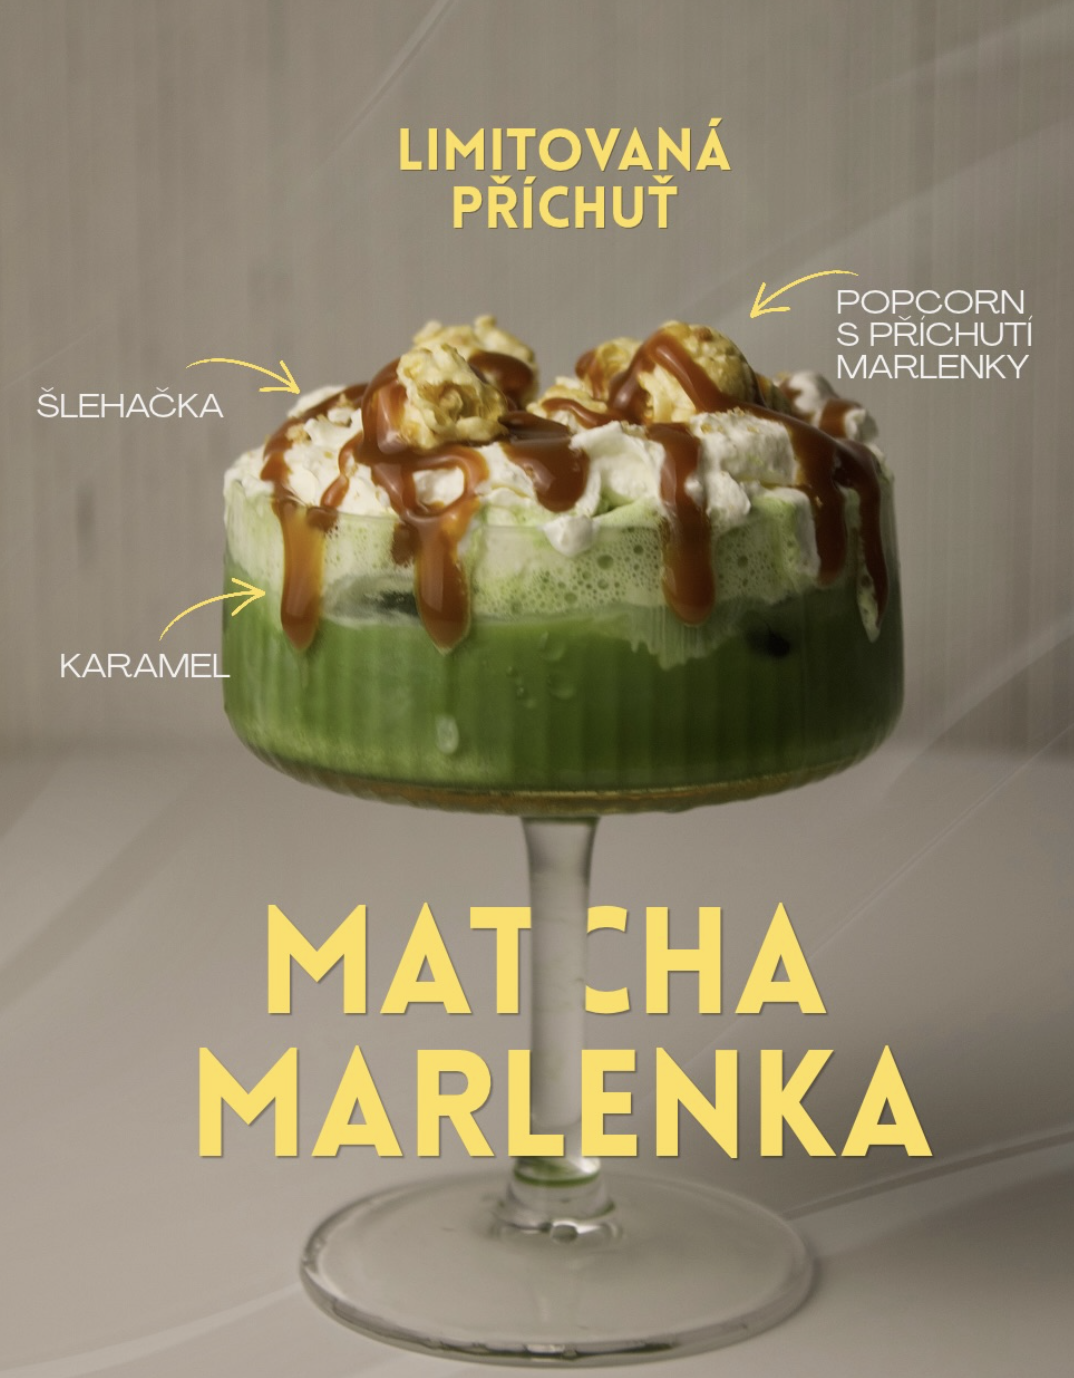 LIMITOVANÁ
PŘÍCHUŤ
POPCORN
S PŘÍCHUTÍ
MARLENKY
ŠLEHAČKA
KARAMEL
MATCHA
MARLENKA